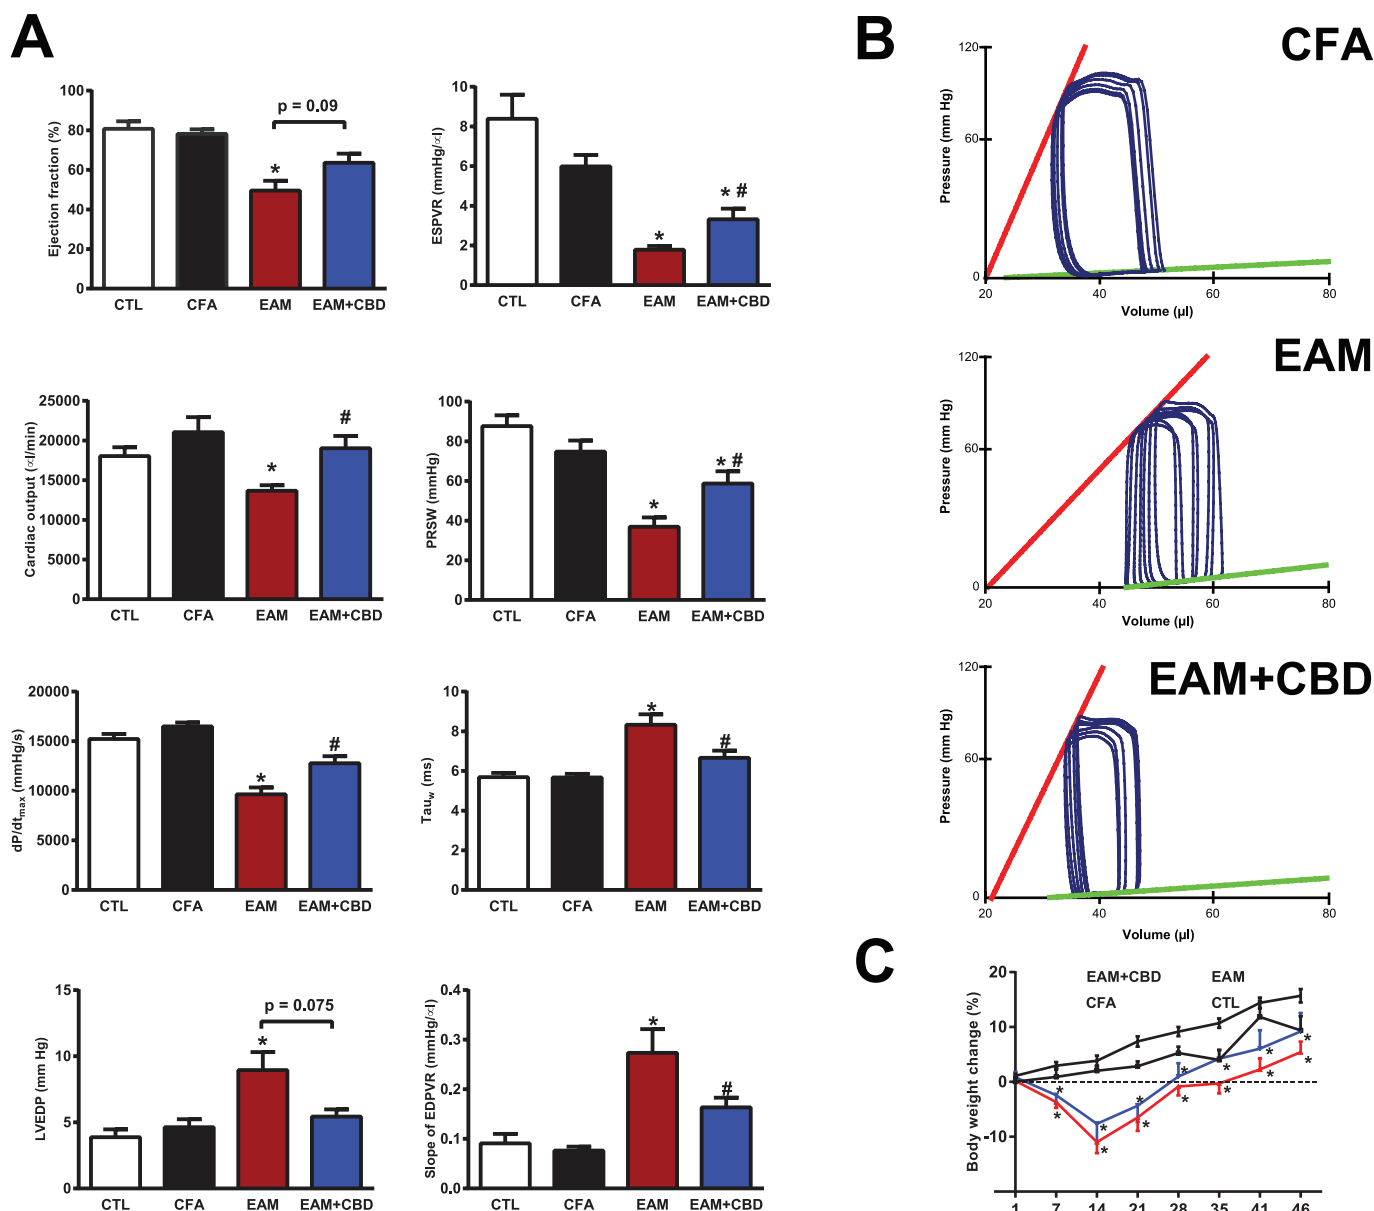 A
B
CFA
100
80
60
40
20
0
Ejection fraction (%)
p = 0.09
*
CTL
CFA
EAM
EAM+CBD
10
8
6
4
2
0
ESPVR (mmHg/∝l)
*
* #
CTL
CFA
EAM
EAM+CBD
120
60
0
Pressure (mm Hg)
20
40
60
80
Volume (µl)
25000
20000
15000
10000
5000
0
Cardiac output (∝l/min)
*
#
CTL
CFA
EAM
EAM+CBD
100
80
60
40
20
0
PRSW (mmHg)
*
* #
CTL
CFA
EAM
EAM+CBD
EAM
120
60
0
Pressure (mm Hg)
20
40
60
80
Volume (µl)
20000
15000
10000
5000
0
dP/dtmax (mmHg/s)
*
#
CTL
CFA
EAM
EAM+CBD
10
8
6
4
2
0
Tauw (ms)
*
#
CTL
CFA
EAM
EAM+CBD
EAM+CBD
120
60
0
Pressure (mm Hg)
20
40
60
80
Volume (µl)
15
10
5
0
LVEDP (mm Hg)
p = 0.075
*
CTL
CFA
EAM
EAM+CBD
0.4
0.3
0.2
0.1
0.0
Slope of EDPVR (mmHg/∝l)
*
#
CTL
CFA
EAM
EAM+CBD
C
20
10
0
-10
Body weight change (%)
EAM+CBD
EAM
CFA
CTL
* * * * * * *
* * * * * * *
1 7 14 21 28 35 41 46